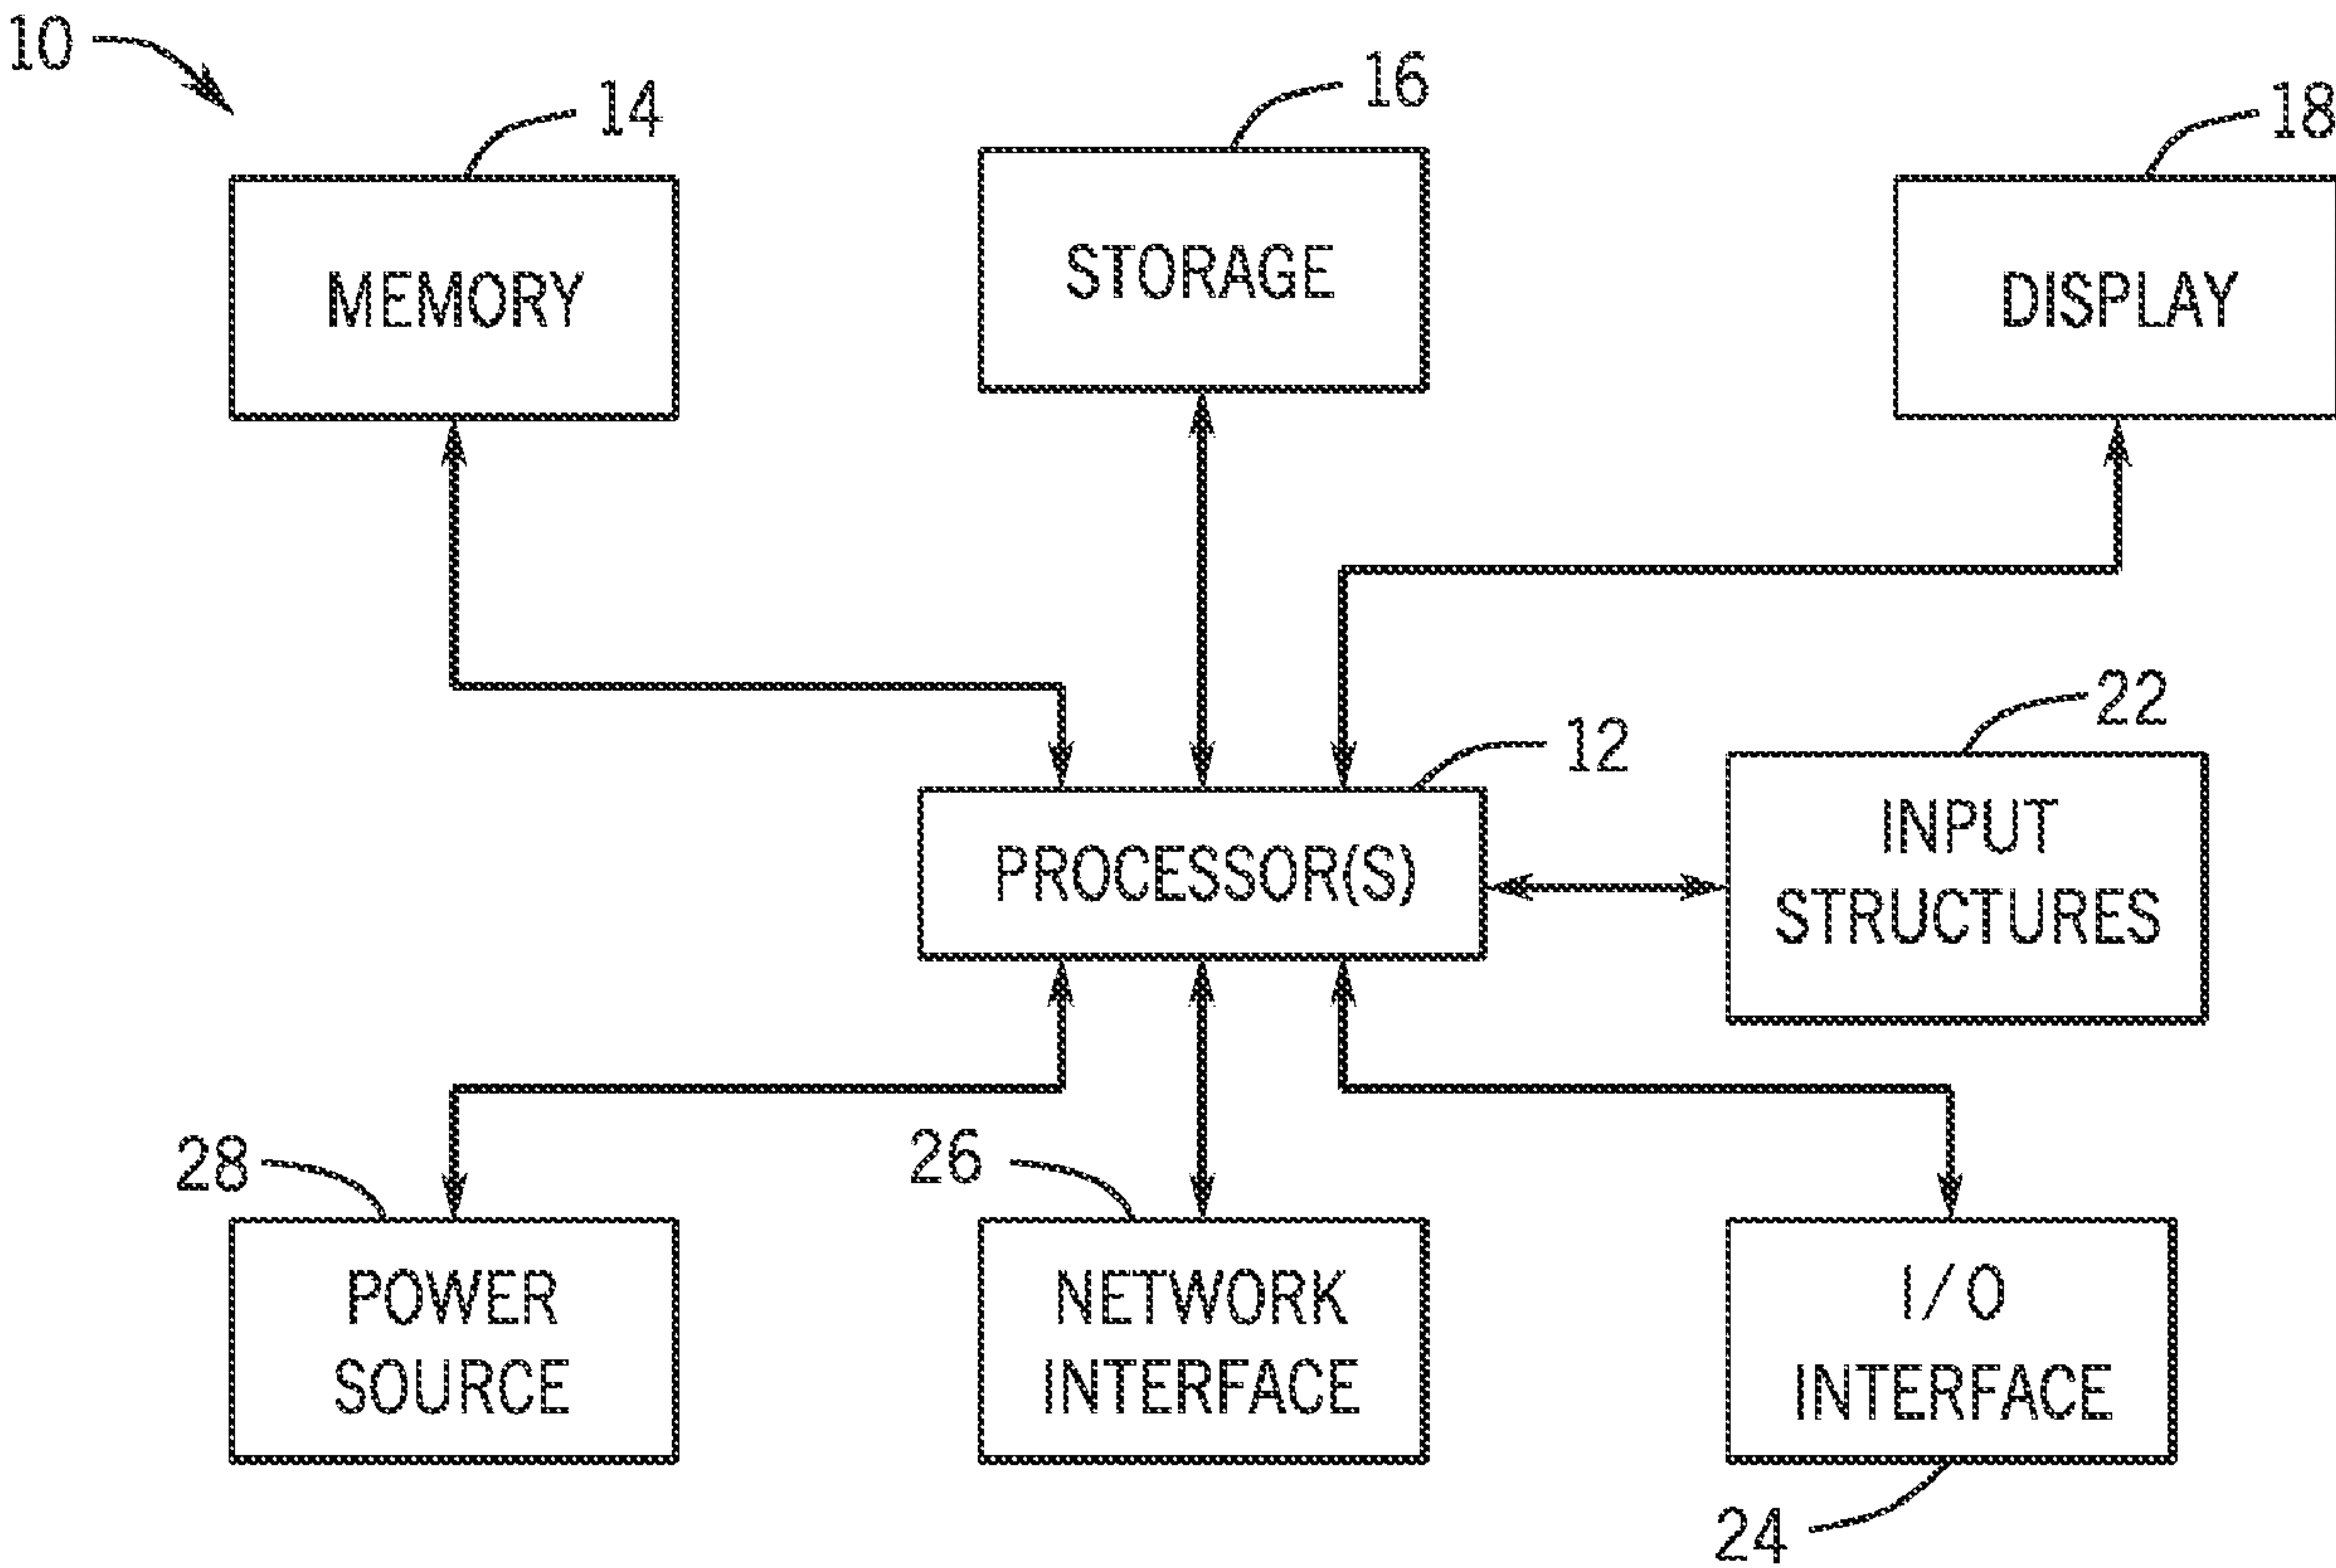 10
14
16
18
MEMORY
STORAGE
DISPLAY
12
22
PROCESSOR(S)
INPUT
STRUCTURES
28
26
POWER
SOURCE
NETWORK
INTERFACE
I/O
INTERFACE
24